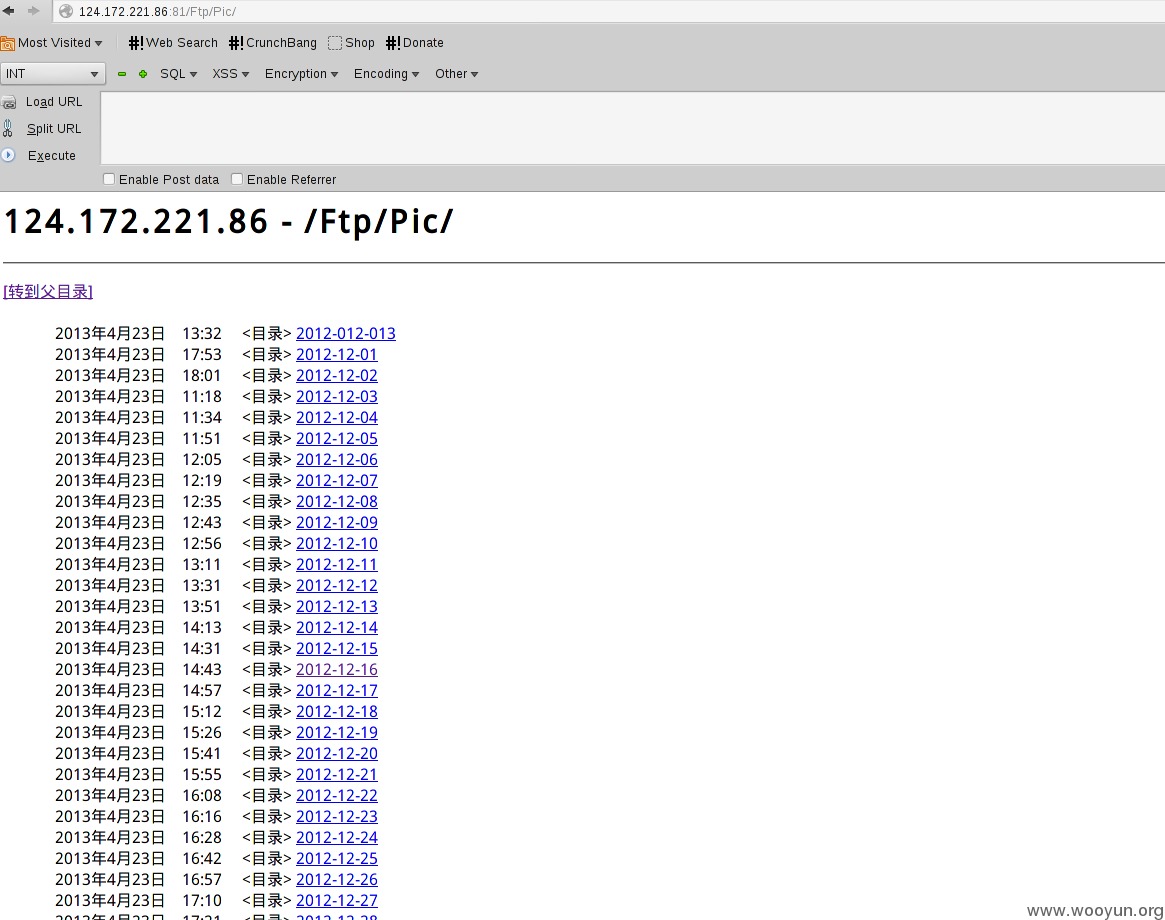 124.172.221.86:81/Ftp/Pic/
Most Visited #!Web Search #!CrunchBang Shop #!Donate
INT SQL XSS Encryption Encoding Other
Load URL
Split URL
Execute
Enable Post data Enable Referrer
124.172.221.86 - /Ftp/Pic/
[转到父目录]
2013年4月23日 13:32 <目录> 2012-012-013
2013年4月23日 17:53 <目录> 2012-12-01
2013年4月23日 18:01 <目录> 2012-12-02
2013年4月23日 11:18 <目录> 2012-12-03
2013年4月23日 11:34 <目录> 2012-12-04
2013年4月23日 11:51 <目录> 2012-12-05
2013年4月23日 12:05 <目录> 2012-12-06
2013年4月23日 12:19 <目录> 2012-12-07
2013年4月23日 12:35 <目录> 2012-12-08
2013年4月23日 12:43 <目录> 2012-12-09
2013年4月23日 12:56 <目录> 2012-12-10
2013年4月23日 13:11 <目录> 2012-12-11
2013年4月23日 13:31 <目录> 2012-12-12
2013年4月23日 13:51 <目录> 2012-12-13
2013年4月23日 14:13 <目录> 2012-12-14
2013年4月23日 14:31 <目录> 2012-12-15
2013年4月23日 14:43 <目录> 2012-12-16
2013年4月23日 14:57 <目录> 2012-12-17
2013年4月23日 15:12 <目录> 2012-12-18
2013年4月23日 15:26 <目录> 2012-12-19
2013年4月23日 15:41 <目录> 2012-12-20
2013年4月23日 15:55 <目录> 2012-12-21
2013年4月23日 16:08 <目录> 2012-12-22
2013年4月23日 16:16 <目录> 2012-12-23
2013年4月23日 16:28 <目录> 2012-12-24
2013年4月23日 16:42 <目录> 2012-12-25
2013年4月23日 16:57 <目录> 2012-12-26
2013年4月23日 17:10 <目录> 2012-12-27
2013年4月23日 17:21 <目录> 2012-12-28
www.wooyun.org